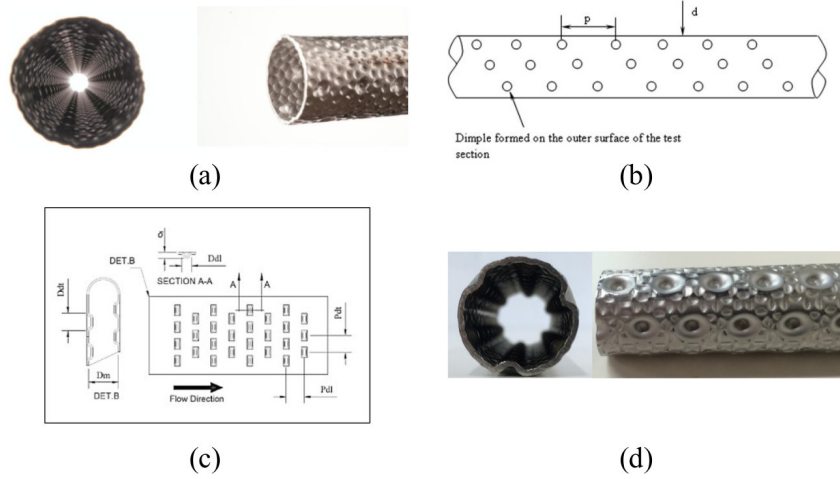 p
d
Dimple formed on the outer surface of the test
section
(a)
(b)
δ
Ddl
DET.B
SECTION A-A
A
A
Ddt
Pdt
Dm
DET.B
Flow Direction
Pdl
(c)
(d)